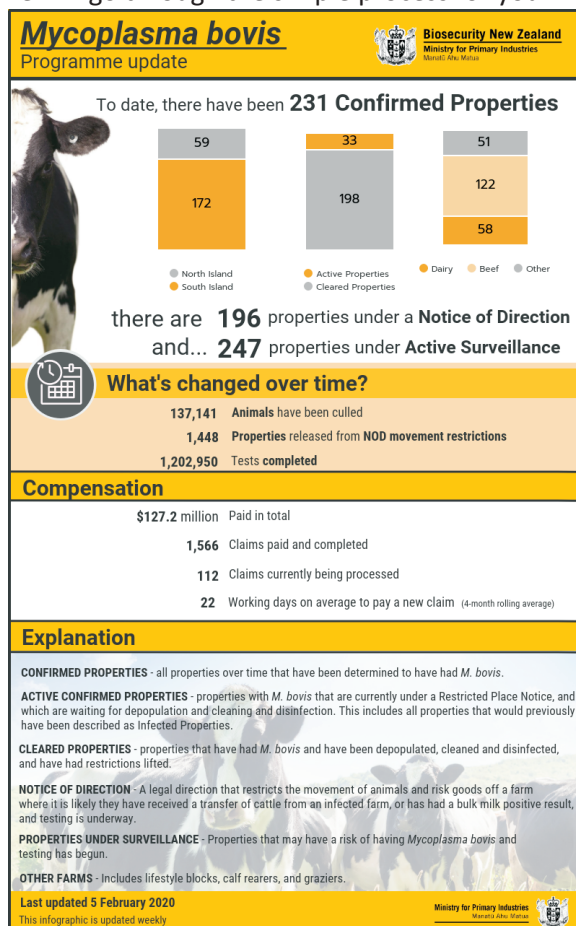 Mycoplasma bovis
Programme update
Biosecurity New Zealand
Ministry for Primary Industries
Manatū Ahu Matua
To date, there have been 231 Confirmed Properties
59
172
North Island
South Island
33
198
Active Properties
Cleared Properties
51
122
58
Dairy Beef Other
there are 196 properties under a Notice of Direction
and... 247 properties under Active Surveillance
What's changed over time?
137,141 Animals have been culled
1,448 Properties released from NOD movement restrictions
1,202,950 Tests completed
Compensation
$127.2 million Paid in total
1,566 Claims paid and completed
112 Claims currently being processed
22 Working days on average to pay a new claim (4-month rolling average)
Explanation
CONFIRMED PROPERTIES - all properties over time that have been determined to have had M. bovis.
ACTIVE CONFIRMED PROPERTIES - properties with M. bovis that are currently under a Restricted Place Notice, and
which are waiting for depopulation and cleaning and disinfection. This includes all properties that would previously
have been described as Infected Properties.
CLEARED PROPERTIES - properties that have had M. bovis and have been depopulated, cleaned and disinfected,
and have had restrictions lifted.
NOTICE OF DIRECTION - A legal direction that restricts the movement of animals and risk goods off a farm
where it is likely they have received a transfer of cattle from an infected farm, or has had a bulk milk positive result,
and testing is underway.
PROPERTIES UNDER SURVEILLANCE - Properties that may have a risk of having Mycoplasma bovis and
testing has begun.
OTHER FARMS - Includes lifestyle blocks, calf rearers, and graziers.
Last updated 5 February 2020
This infographic is updated weekly
Ministry for Primary Industries
Manatū Ahu Matua